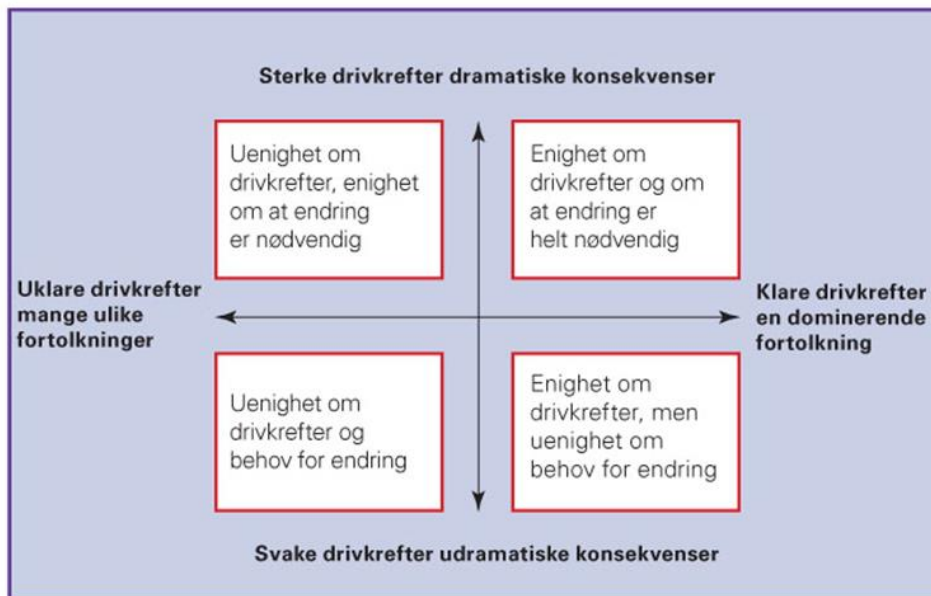 Sterke drivkrefter dramatiske konsekvenser
Uenighet om
drivkrefter, enighet
om at endring
er nødvendig
Enighet om
drivkrefter og om
at endring er
helt nødvendig
Uklare drivkrefter
mange ulike
fortolkninger
Klare drivkrefter
en dominerende
fortolkning
Uenighet om
drivkrefter og
behov for endring
Enighet om
drivkrefter, men
uenighet om
behov for endring
Svake drivkrefter udramatiske konsekvenser